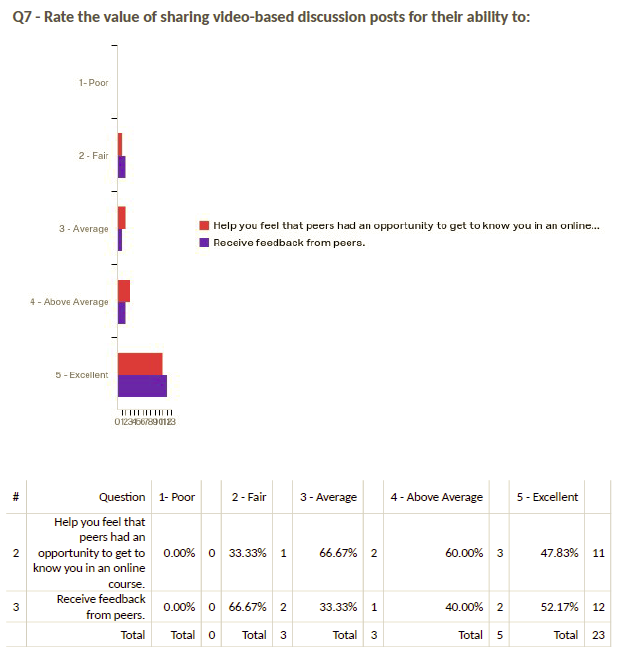 Q7 - Rate the value of sharing video-based discussion posts for their ability to:
1- Poor
2 - Fair
3 - Average
4 - Above Average
5 - Excellent
Help you feel that peers had an opportunity to get to know you in an online...
Receive feedback from peers.
# Question 1- Poor 2 - Fair 3 - Average 4 - Above Average 5 - Excellent
Help you feel that
peers had an
2 opportunity to get to 0.00% 0 33.33% 1 66.67% 2 60.00% 3 47.83% 11
know you in an online
course.
Receive feedback
3 from peers. 0.00% 0 66.67% 2 33.33% 1 40.00% 2 52.17% 12
Total Total 0 Total 3 Total 3 Total 5 Total 23